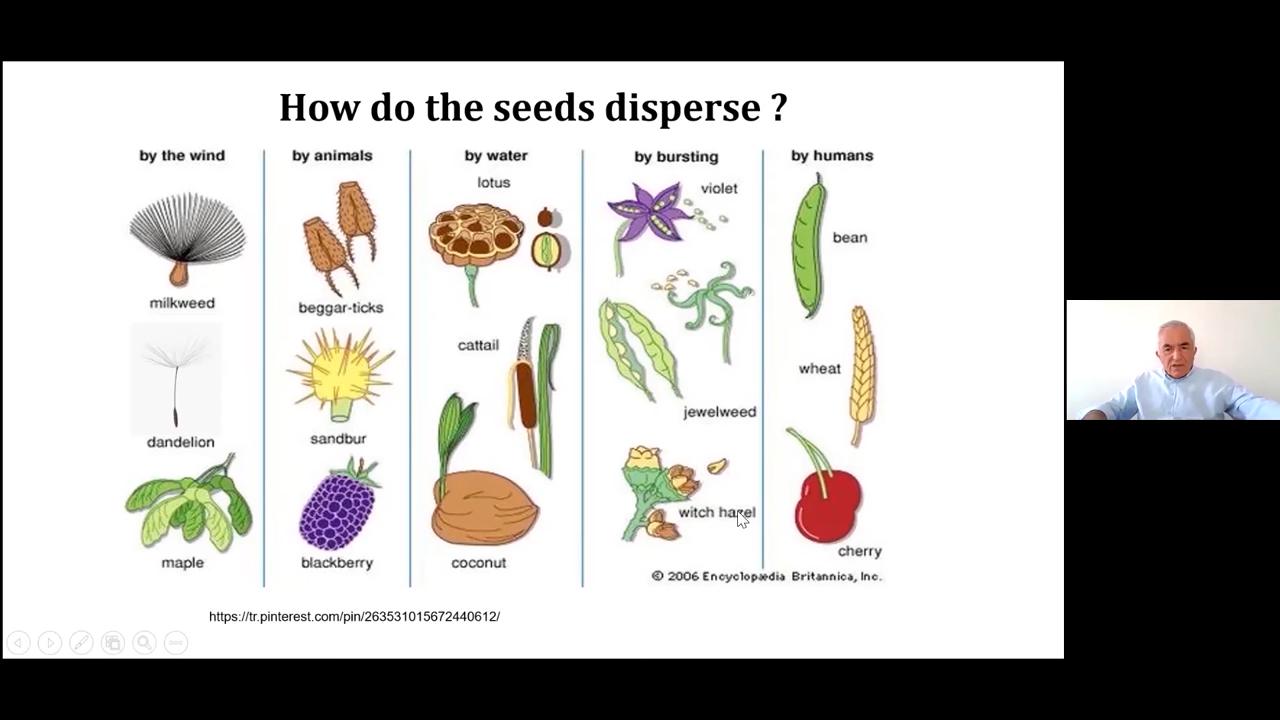 How do the seeds disperse ?
by the wind
milkweed
dandelion
maple
by animals
beggar-ticks
sandbur
blackberry
by water
lotus
cattail
coconut
by bursting
violet
jewelweed
witch hazel
by humans
bean
wheat
cherry
© 2006 Encyclopædia Britannica, Inc.
https://tr.pinterest.com/pin/263531015672440612/